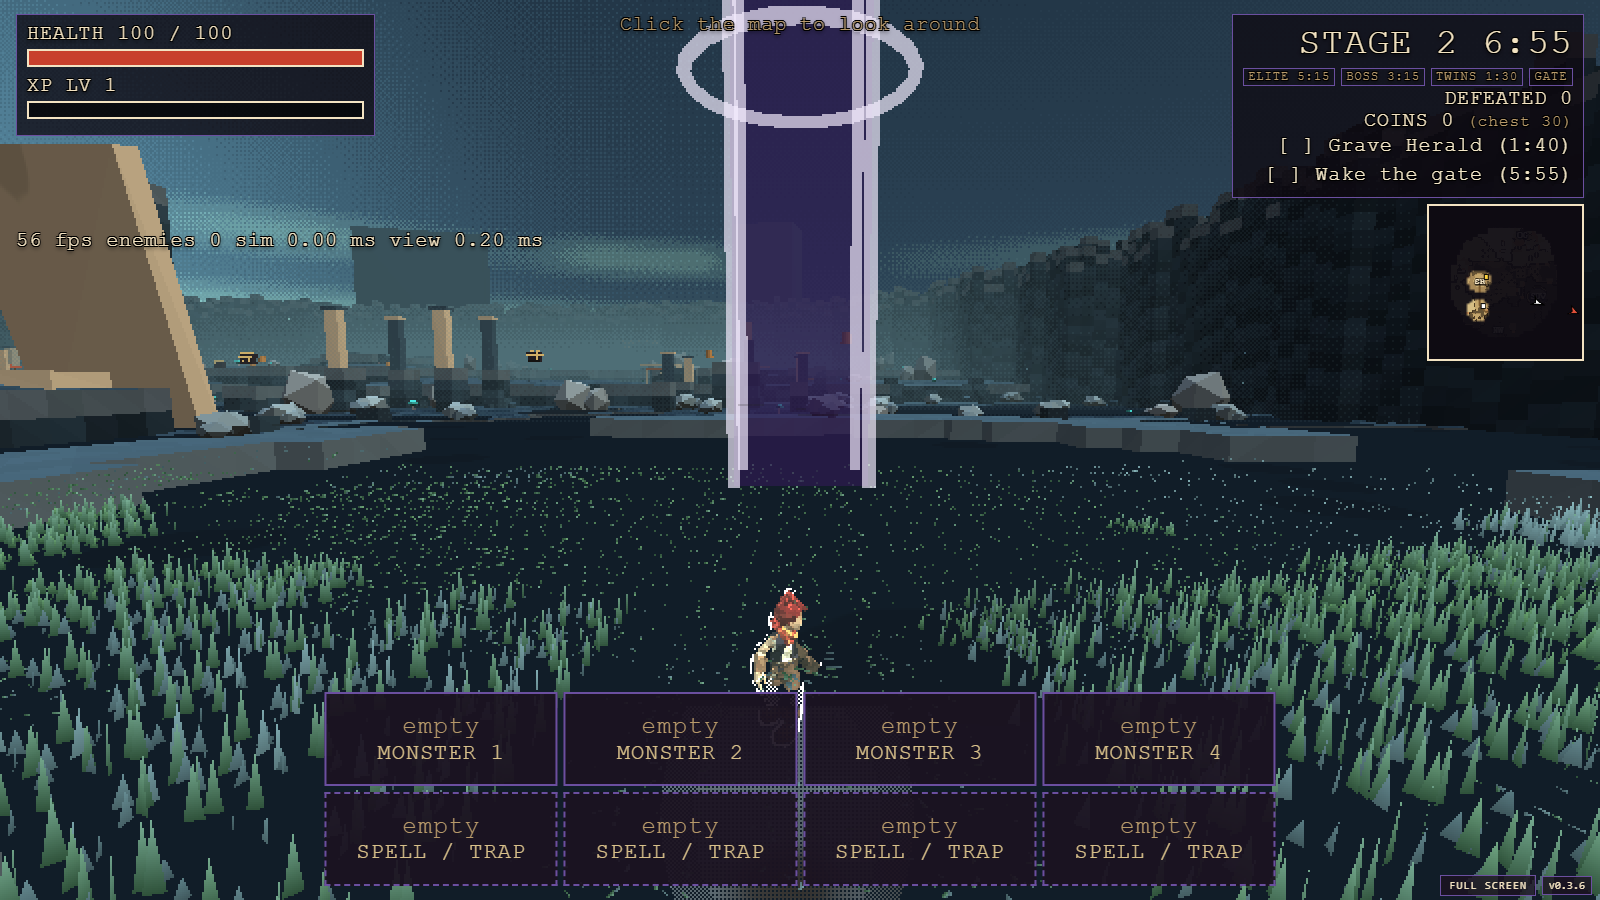 Click the map to look around
HEALTH 100 / 100
XP LV 1
STAGE 2 6:55
ELITE 5:15 BOSS 3:15 TWINS 1:30 GATE
DEFEATED 0
COINS 0 (chest 30)
[ ] Grave Herald (1:40)
[ ] Wake the gate (5:55)
56 fps enemies 0 sim 0.00 ms view 0.20 ms
empty empty empty empty
MONSTER 1 MONSTER 2 MONSTER 3 MONSTER 4
empty empty empty empty
SPELL / TRAP SPELL / TRAP SPELL / TRAP SPELL / TRAP
FULL SCREEN v0.3.6